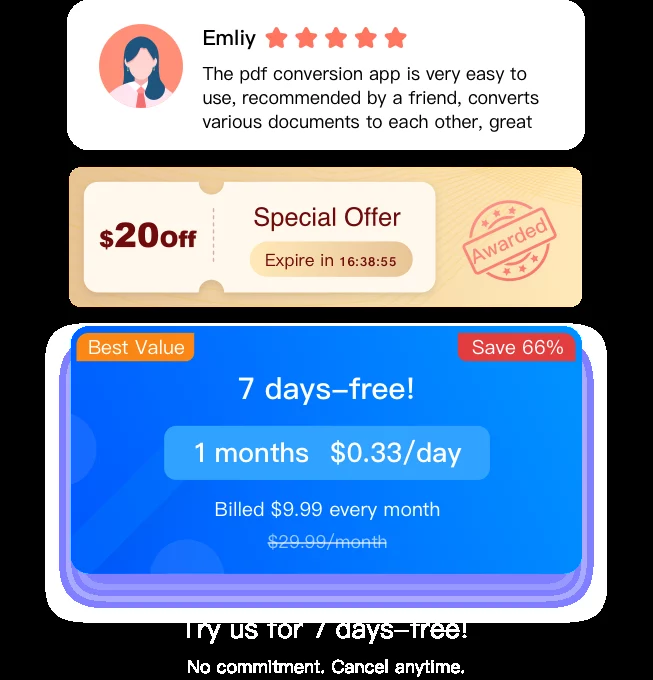 Emliy
The pdf conversion app is very easy to
use, recommended by a friend, converts
various documents to each other, great
$20Off
Special Offer
Expire in 16:38:55
Awarded
Best Value
Save 66%
7 days-free!
1 months $0.33/day
Billed $9.99 every month
$29.99/month
Try us for 7 days-free!
No commitment. Cancel anytime.